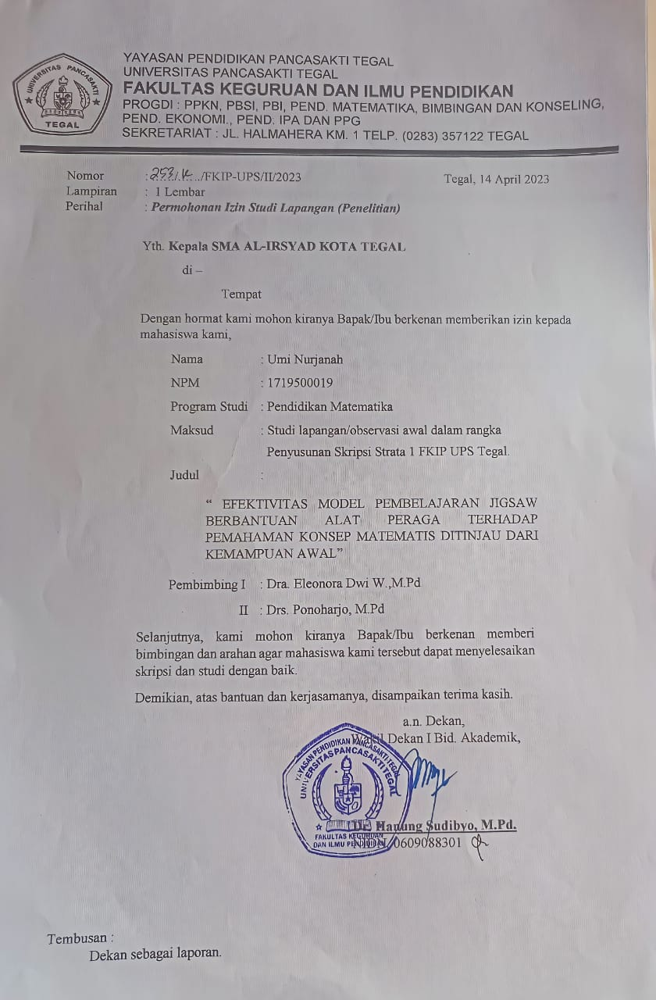 YAYASAN PENDIDIKAN PANCASAKTI TEGAL
UNIVERSITAS PANCASAKTI TEGAL
FAKULTAS KEGURUAN DAN ILMU PENDIDIKAN
PROGDI : PPKN, PBSI, PBI, PEND. MATEMATIKA, BIMBINGAN DAN KONSELING,
PEND. EKONOMI., PEND. IPA DAN PPG
SEKRETARIAT : JL. HALMAHERA KM. 1 TELP. (0283) 357122 TEGAL
UNIVERSITAS PANCASAKTI
TEGAL
Nomor : /FKIP-UPS/II/2023 Tegal, 14 April 2023
Lampiran : 1 Lembar
Perihal : Permohonan Izin Studi Lapangan (Penelitian)
Yth. Kepala SMA AL-IRSYAD KOTA TEGAL
di –
Tempat
Dengan hormat kami mohon kiranya Bapak/Ibu berkenan memberikan izin kepada
mahasiswa kami,
Nama : Umi Nurjanah
NPM : 1719500019
Program Studi : Pendidikan Matematika
Maksud : Studi lapangan/observasi awal dalam rangka
Penyusunan Skripsi Strata 1 FKIP UPS Tegal.
Judul :
“ EFEKTIVITAS MODEL PEMBELAJARAN JIGSAW
BERBANTUAN ALAT PERAGA TERHADAP
PEMAHAMAN KONSEP MATEMATIS DITINJAU DARI
KEMAMPUAN AWAL”
Pembimbing I : Dra. Eleonora Dwi W.,M.Pd
II : Drs. Ponoharjo, M.Pd
Selanjutnya, kami mohon kiranya Bapak/Ibu berkenan memberi
bimbingan dan arahan agar mahasiswa kami tersebut dapat menyelesaikan
skripsi dan studi dengan baik.
Demikian, atas bantuan dan kerjasamanya, disampaikan terima kasih.
a.n. Dekan,
Wakil Dekan I Bid. Akademik,
YAYASAN PENDIDIKAN PANCASAKTI TEGAL
UNIVERSITAS PANCASAKTI TEGAL
FAKULTAS KEGURUAN
DAN ILMU PENDIDIKAN
Dr. Hanung Sudibyo, M.Pd.
NIDN 0609088301
Tembusan :
Dekan sebagai laporan.